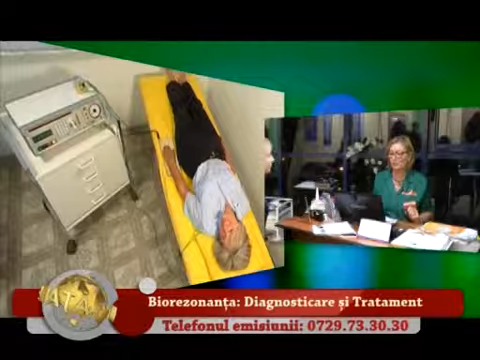 Biorezonanța: Diagnosticare și Tratament
Telefonul emisiunii: 0729.73.30.30